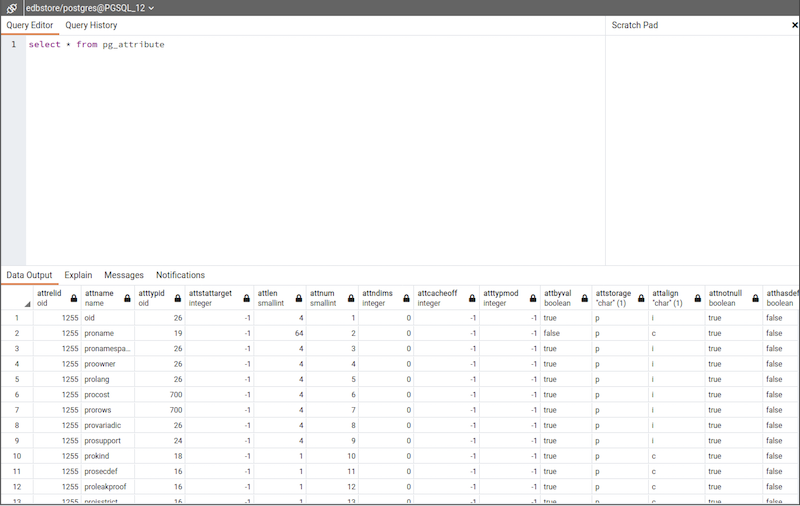 edbstore/postgres@PGSQL_12
Query Editor Query History Scratch Pad
1 select * from pg_attribute
Data Output Explain Messages Notifications
attrelid attname atttypid attstattarget attlen attnum attndims attcacheoff atttypmod attbyval attstorage attalign attnotnull atthasdef
oid name oid integer smallint smallint integer integer integer boolean "char" (1) "char" (1) boolean boolean
1 1255 oid 26 -1 4 1 0 -1 -1 true p i true false
2 1255 proname 19 -1 64 2 0 -1 -1 false p c true false
3 1255 pronamespa... 26 -1 4 3 0 -1 -1 true p i true false
4 1255 proowner 26 -1 4 4 0 -1 -1 true p i true false
5 1255 prolang 26 -1 4 5 0 -1 -1 true p i true false
6 1255 procost 700 -1 4 6 0 -1 -1 true p i true false
7 1255 prorows 700 -1 4 7 0 -1 -1 true p i true false
8 1255 provariadic 26 -1 4 8 0 -1 -1 true p i true false
9 1255 prosupport 24 -1 4 9 0 -1 -1 true p i true false
10 1255 prokind 18 -1 1 10 0 -1 -1 true p c true false
11 1255 prosecdef 16 -1 1 11 0 -1 -1 true p c true false
12 1255 proleakproof 16 -1 1 12 0 -1 -1 true p c true false
13 1255 proisstrict 16 -1 1 13 0 -1 -1 true p c true false